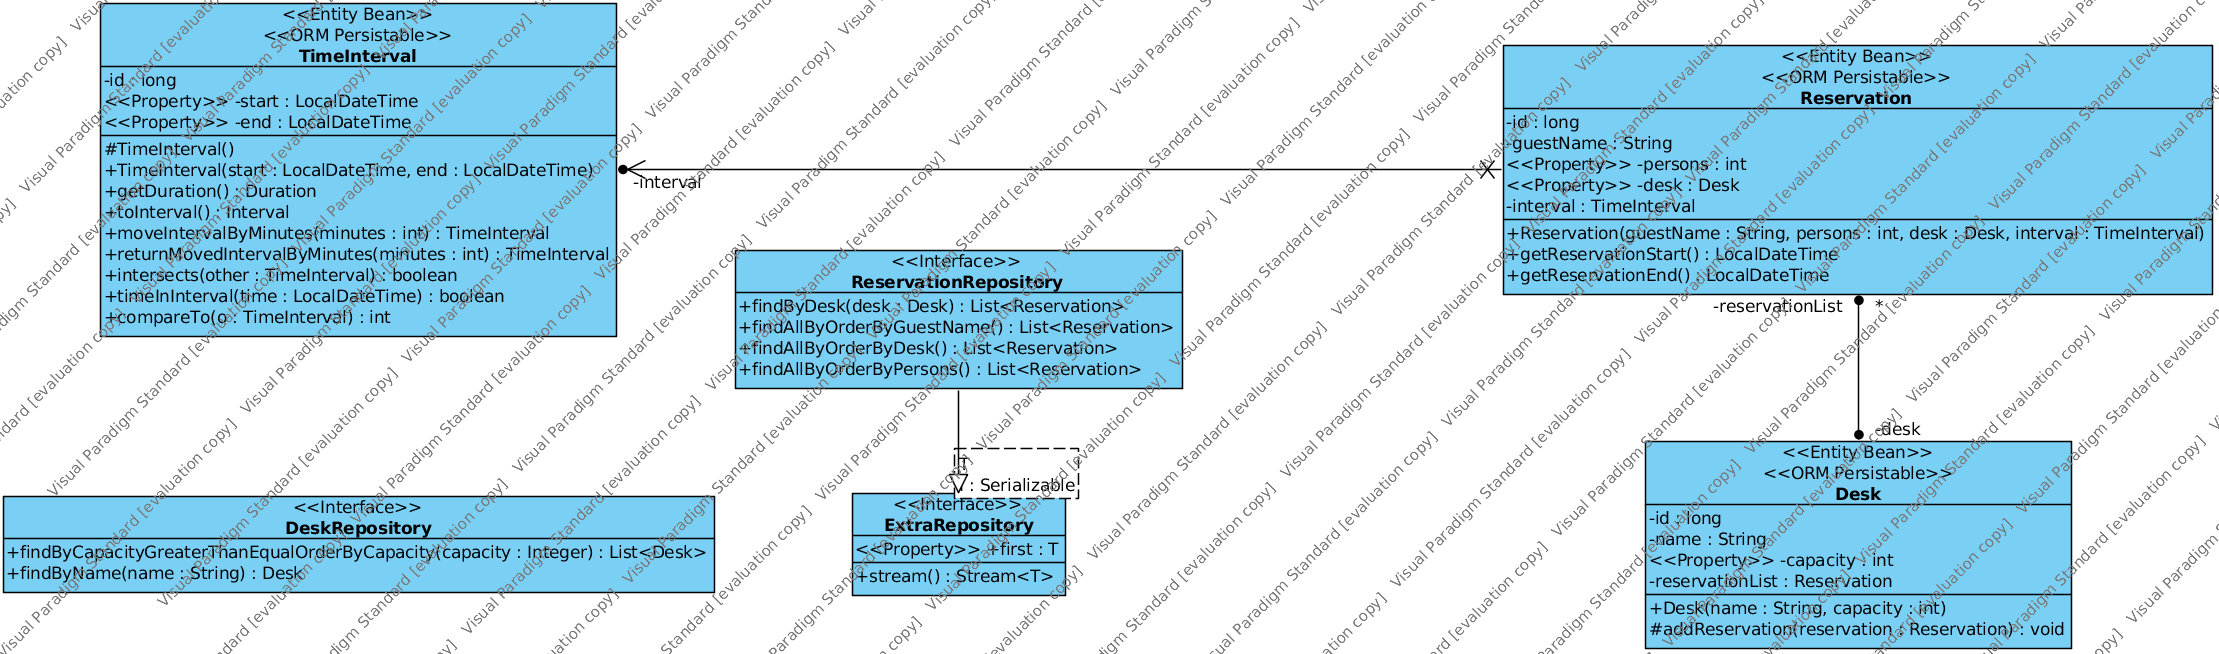 <<Entity Bean>>
<<ORM Persistable>>
TimeInterval
-id : long
<<Property>> -start : LocalDateTime
<<Property>> -end : LocalDateTime
#TimeInterval()
+TimeInterval(start : LocalDateTime, end : LocalDateTime)
+getDuration() : Duration
+toInterval() : Interval
+moveIntervalByMinutes(minutes : int) : TimeInterval
+returnMovedIntervalByMinutes(minutes : int) : TimeInterval
+intersects(other : TimeInterval) : boolean
+timeInInterval(time : LocalDateTime) : boolean
+compareTo(o : TimeInterval) : int
-interval
<<Entity Bean>>
<<ORM Persistable>>
Reservation
-id : long
-guestName : String
<<Property>> -persons : int
<<Property>> -desk : Desk
-interval : TimeInterval
+Reservation(guestName : String, persons : int, desk : Desk, interval : TimeInterval)
+getReservationStart() : LocalDateTime
+getReservationEnd() : LocalDateTime
-reservationList
*
-desk
<<Interface>>
ReservationRepository
+findByDesk(desk : Desk) : List<Reservation>
+findAllByOrderByGuestName() : List<Reservation>
+findAllByOrderByDesk() : List<Reservation>
+findAllByOrderByPersons() : List<Reservation>
T
I : Serializable
<<Interface>>
ExtraRepository
<<Property>> +first : T
+stream() : Stream<T>
<<Interface>>
DeskRepository
+findByCapacityGreaterThanEqualOrderByCapacity(capacity : Integer) : List<Desk>
+findByName(name : String) : Desk
<<Entity Bean>>
<<ORM Persistable>>
Desk
-id : long
-name : String
<<Property>> -capacity : int
-reservationList : Reservation
+Desk(name : String, capacity : int)
#addReservation(reservation : Reservation) : void
Visual Paradigm Standard [evaluation copy]